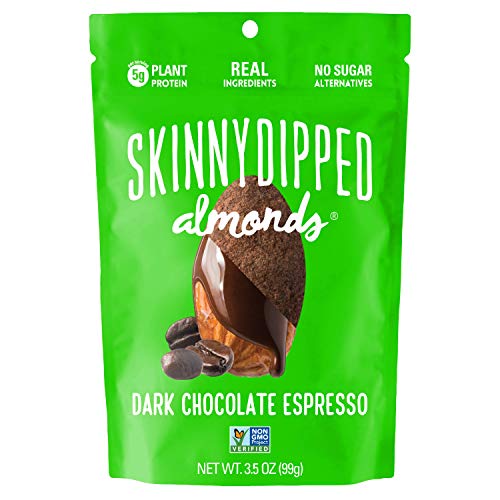 5g PLANT PROTEIN
REAL INGREDIENTS
NO SUGAR ALTERNATIVES
SKINNYDIPPED
almonds®
DARK CHOCOLATE ESPRESSO
NON
GMO
Project
VERIFIED
NET WT. 3.5 OZ (99g)